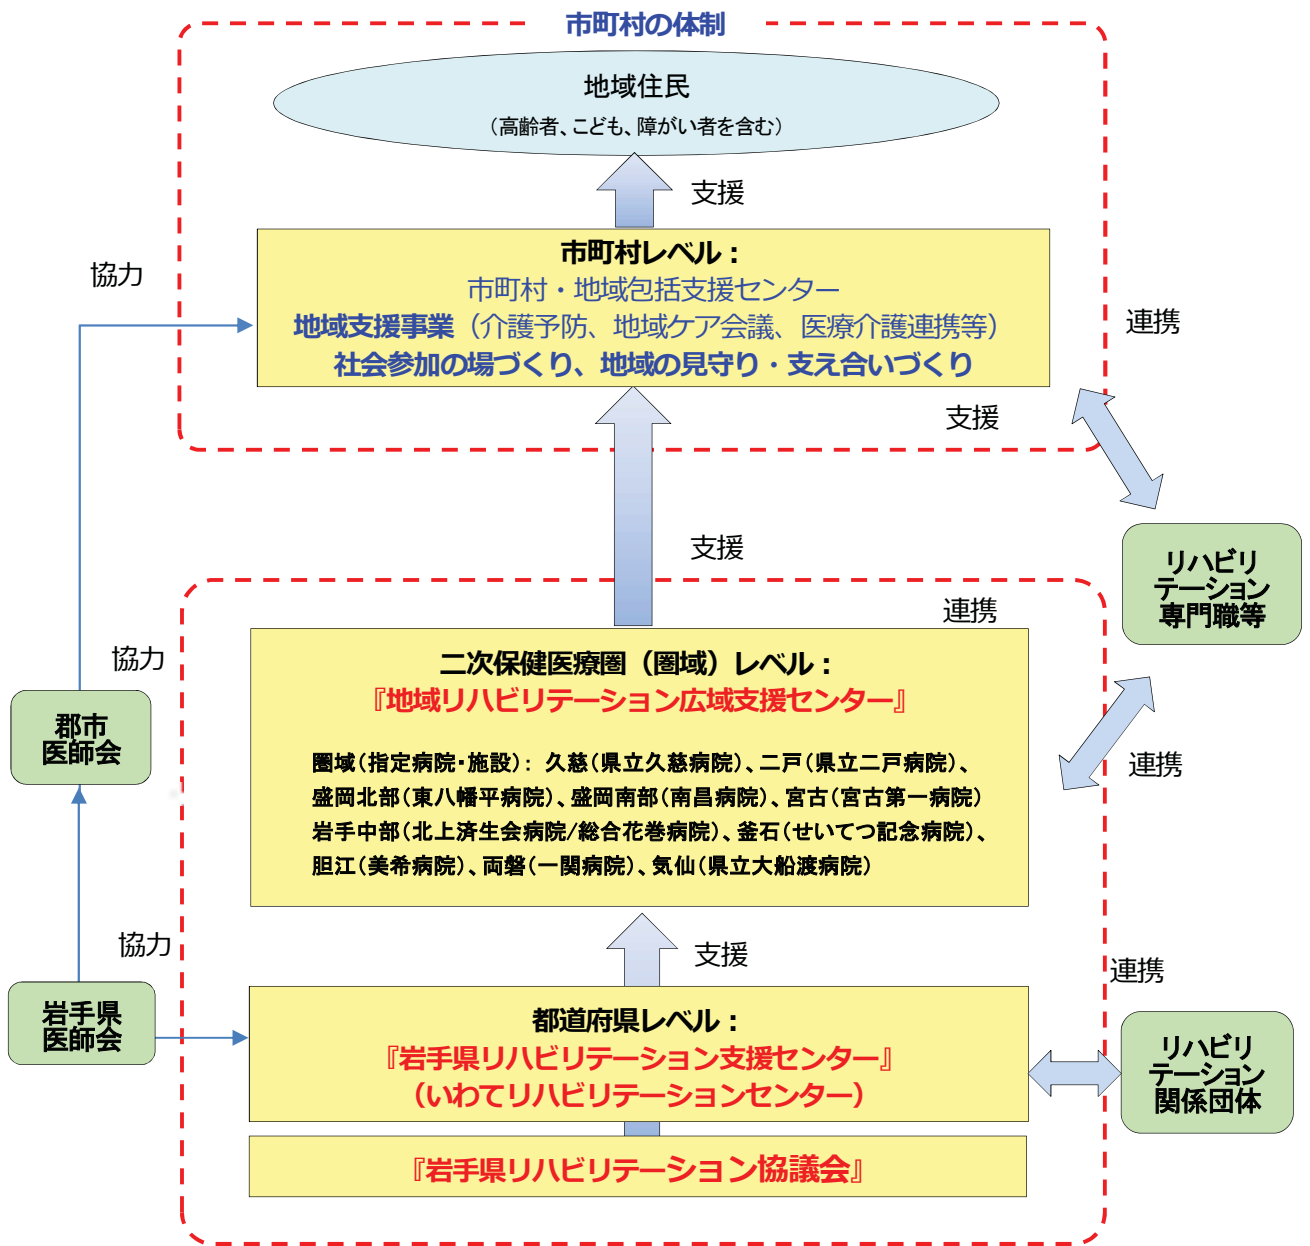 市町村の体制
地域住民
（高齢者、こども、障がい者を含む）
支援
協力
市町村レベル：
市町村・地域包括支援センター
地域支援事業（介護予防、地域ケア会議、医療介護連携等）
社会参加の場づくり、地域の見守り・支え合いづくり
連携
支援
支援
リハビリ
テーション
専門職等
連携
協力
二次保健医療圏（圏域）レベル：
『地域リハビリテーション広域支援センター』
圏域（指定病院・施設）： 久慈（県立久慈病院）、二戸（県立二戸病院）、
盛岡北部（東八幡平病院）、盛岡南部（南昌病院）、宮古（宮古第一病院）
岩手中部（北上済生会病院/総合花巻病院）、釜石（せいてつ記念病院）、
胆江（美希病院）、両磐（一関病院）、気仙（県立大船渡病院）
郡市
医師会
連携
協力
支援
連携
岩手県
医師会
都道府県レベル：
『岩手県リハビリテーション支援センター』
（いわてリハビリテーションセンター）
リハビリ
テーション
関係団体
『岩手県リハビリテーション協議会』